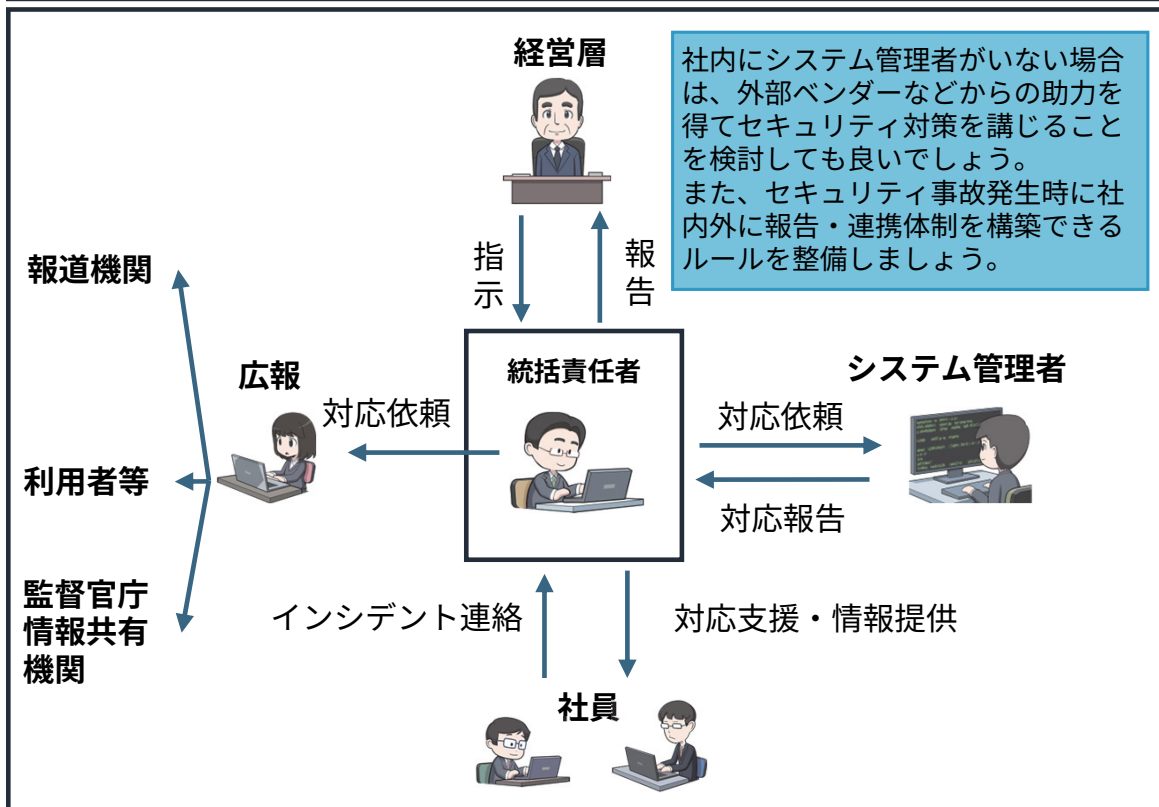 経営層
社内にシステム管理者がいない場合
は、外部ベンダーなどからの助力を
得てセキュリティ対策を講じること
を検討しても良いでしょう。
また、セキュリティ事故発生時に社
内外に報告・連携体制を構築できる
ルールを整備しましょう。
指示
報告
報道機関
広報
統括責任者
システム管理者
対応依頼
対応依頼
利用者等
対応報告
監督官庁
情報共有
機関
インシデント連絡
対応支援・情報提供
社員